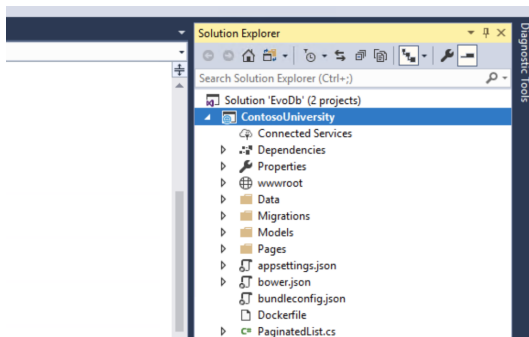 Solution Explorer
Search Solution Explorer (Ctrl+;)
Solution 'EvoDb' (2 projects)
ContosoUniversity
Connected Services
Dependencies
Properties
wwwroot
Data
Migrations
Models
Pages
appsettings.json
bower.json
bundleconfig.json
Dockerfile
C# PaginatedList.cs
Diagnostic Tools